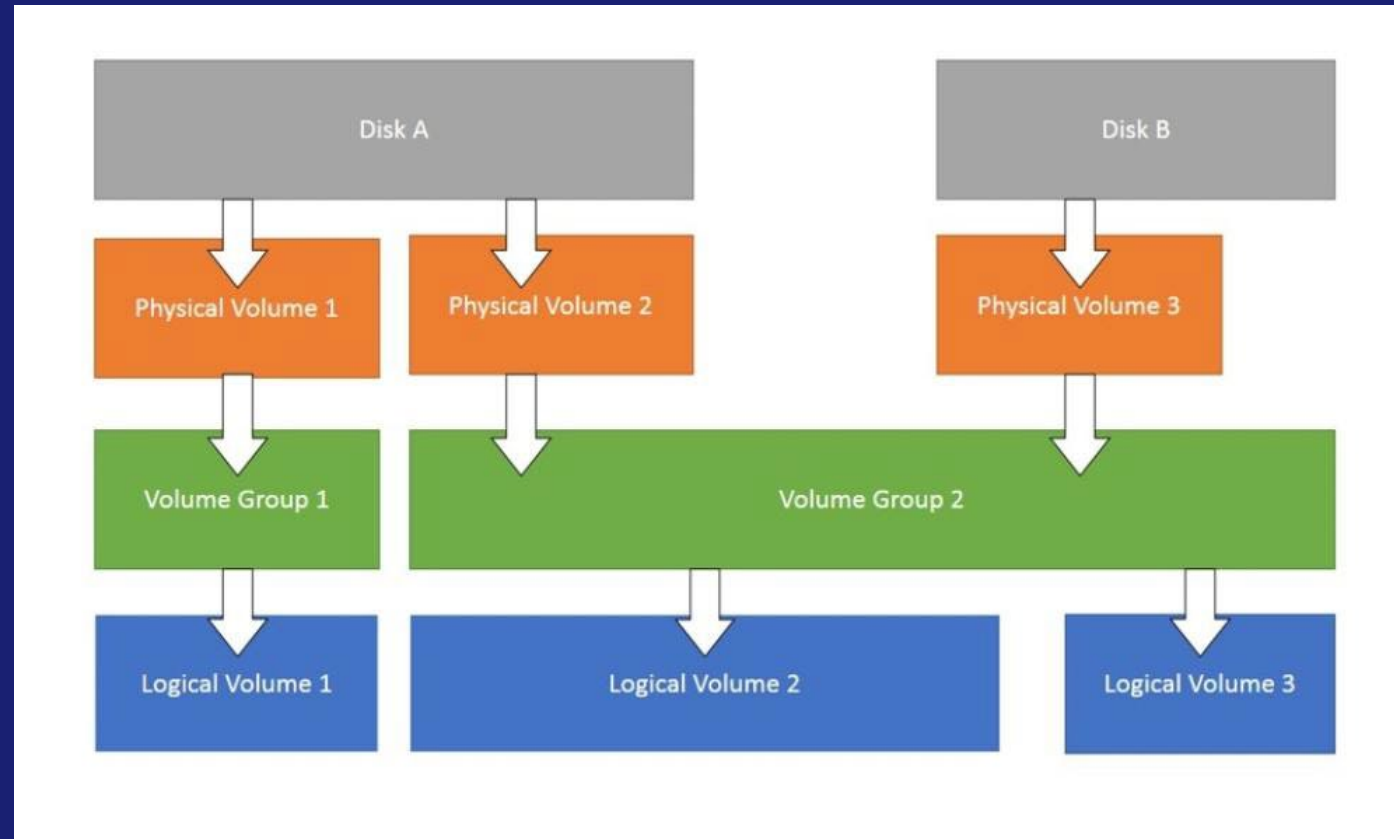 Disk A
Disk B
Physical Volume 1
Physical Volume 2
Physical Volume 3
Volume Group 1
Volume Group 2
Logical Volume 1
Logical Volume 2
Logical Volume 3